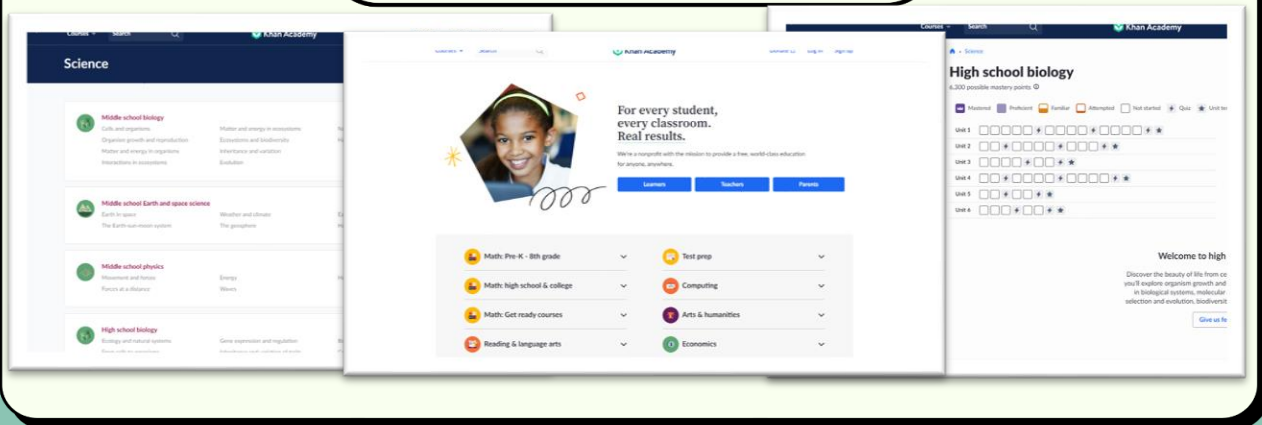 Courses Search Khan Academy
Science
Middle school biology
Cells and organisms Matter and energy in ecosystems
Organism growth and reproduction Ecosystems and biodiversity
Matter and energy in organisms Inheritance and variation
Interactions in ecosystems Evolution
Middle school Earth and space science
Earth in space Weather and climate
The Earth-sun-moon system The geosphere
Middle school physics
Movement and forces Energy
Forces at a distance Waves
High school biology
Ecology and natural systems Gene expression and regulation
Courses Search Khan Academy Donate Log in Sign up
For every student,
every classroom.
Real results.
We're a nonprofit with the mission to provide a free, world-class education
for anyone, anywhere.
Learners Teachers Parents
Math: Pre-K - 8th grade Test prep
Math: high school & college Computing
Math: Get ready courses Arts & humanities
Reading & language arts Economics
Courses Search Khan Academy
Science
High school biology
6,300 possible mastery points
Mastered Proficient Familiar Attempted Not started Quiz Unit
Unit 1
Unit 2
Unit 3
Unit 4
Unit 5
Unit 6
Welcome to high
Discover the beauty of life from ce
you'll explore organism growth and
in biological systems, molecular
selection and evolution, biodiversit
Give us fe